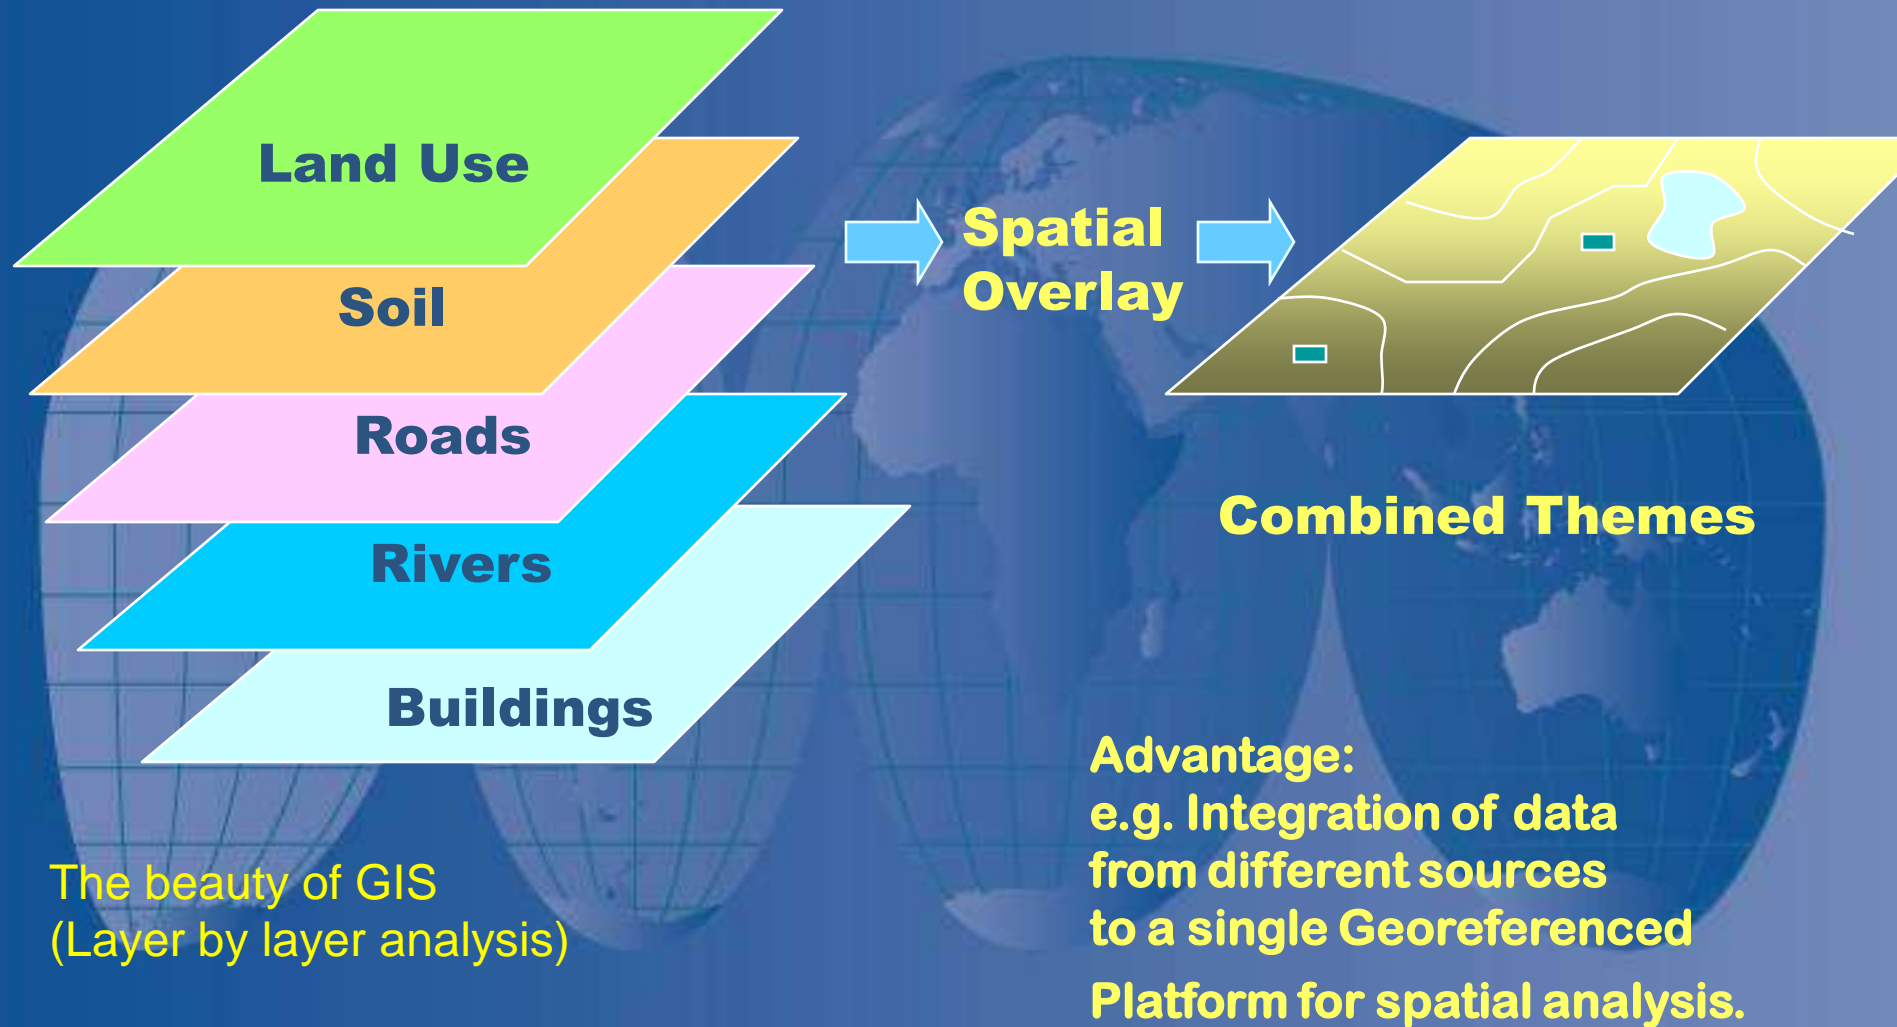 Land Use
Soil
Roads
Rivers
Buildings
Spatial
Overlay
Combined Themes
The beauty of GIS
(Layer by layer analysis)
Advantage:
e.g. Integration of data
from different sources
to a single Georeferenced
Platform for spatial analysis.